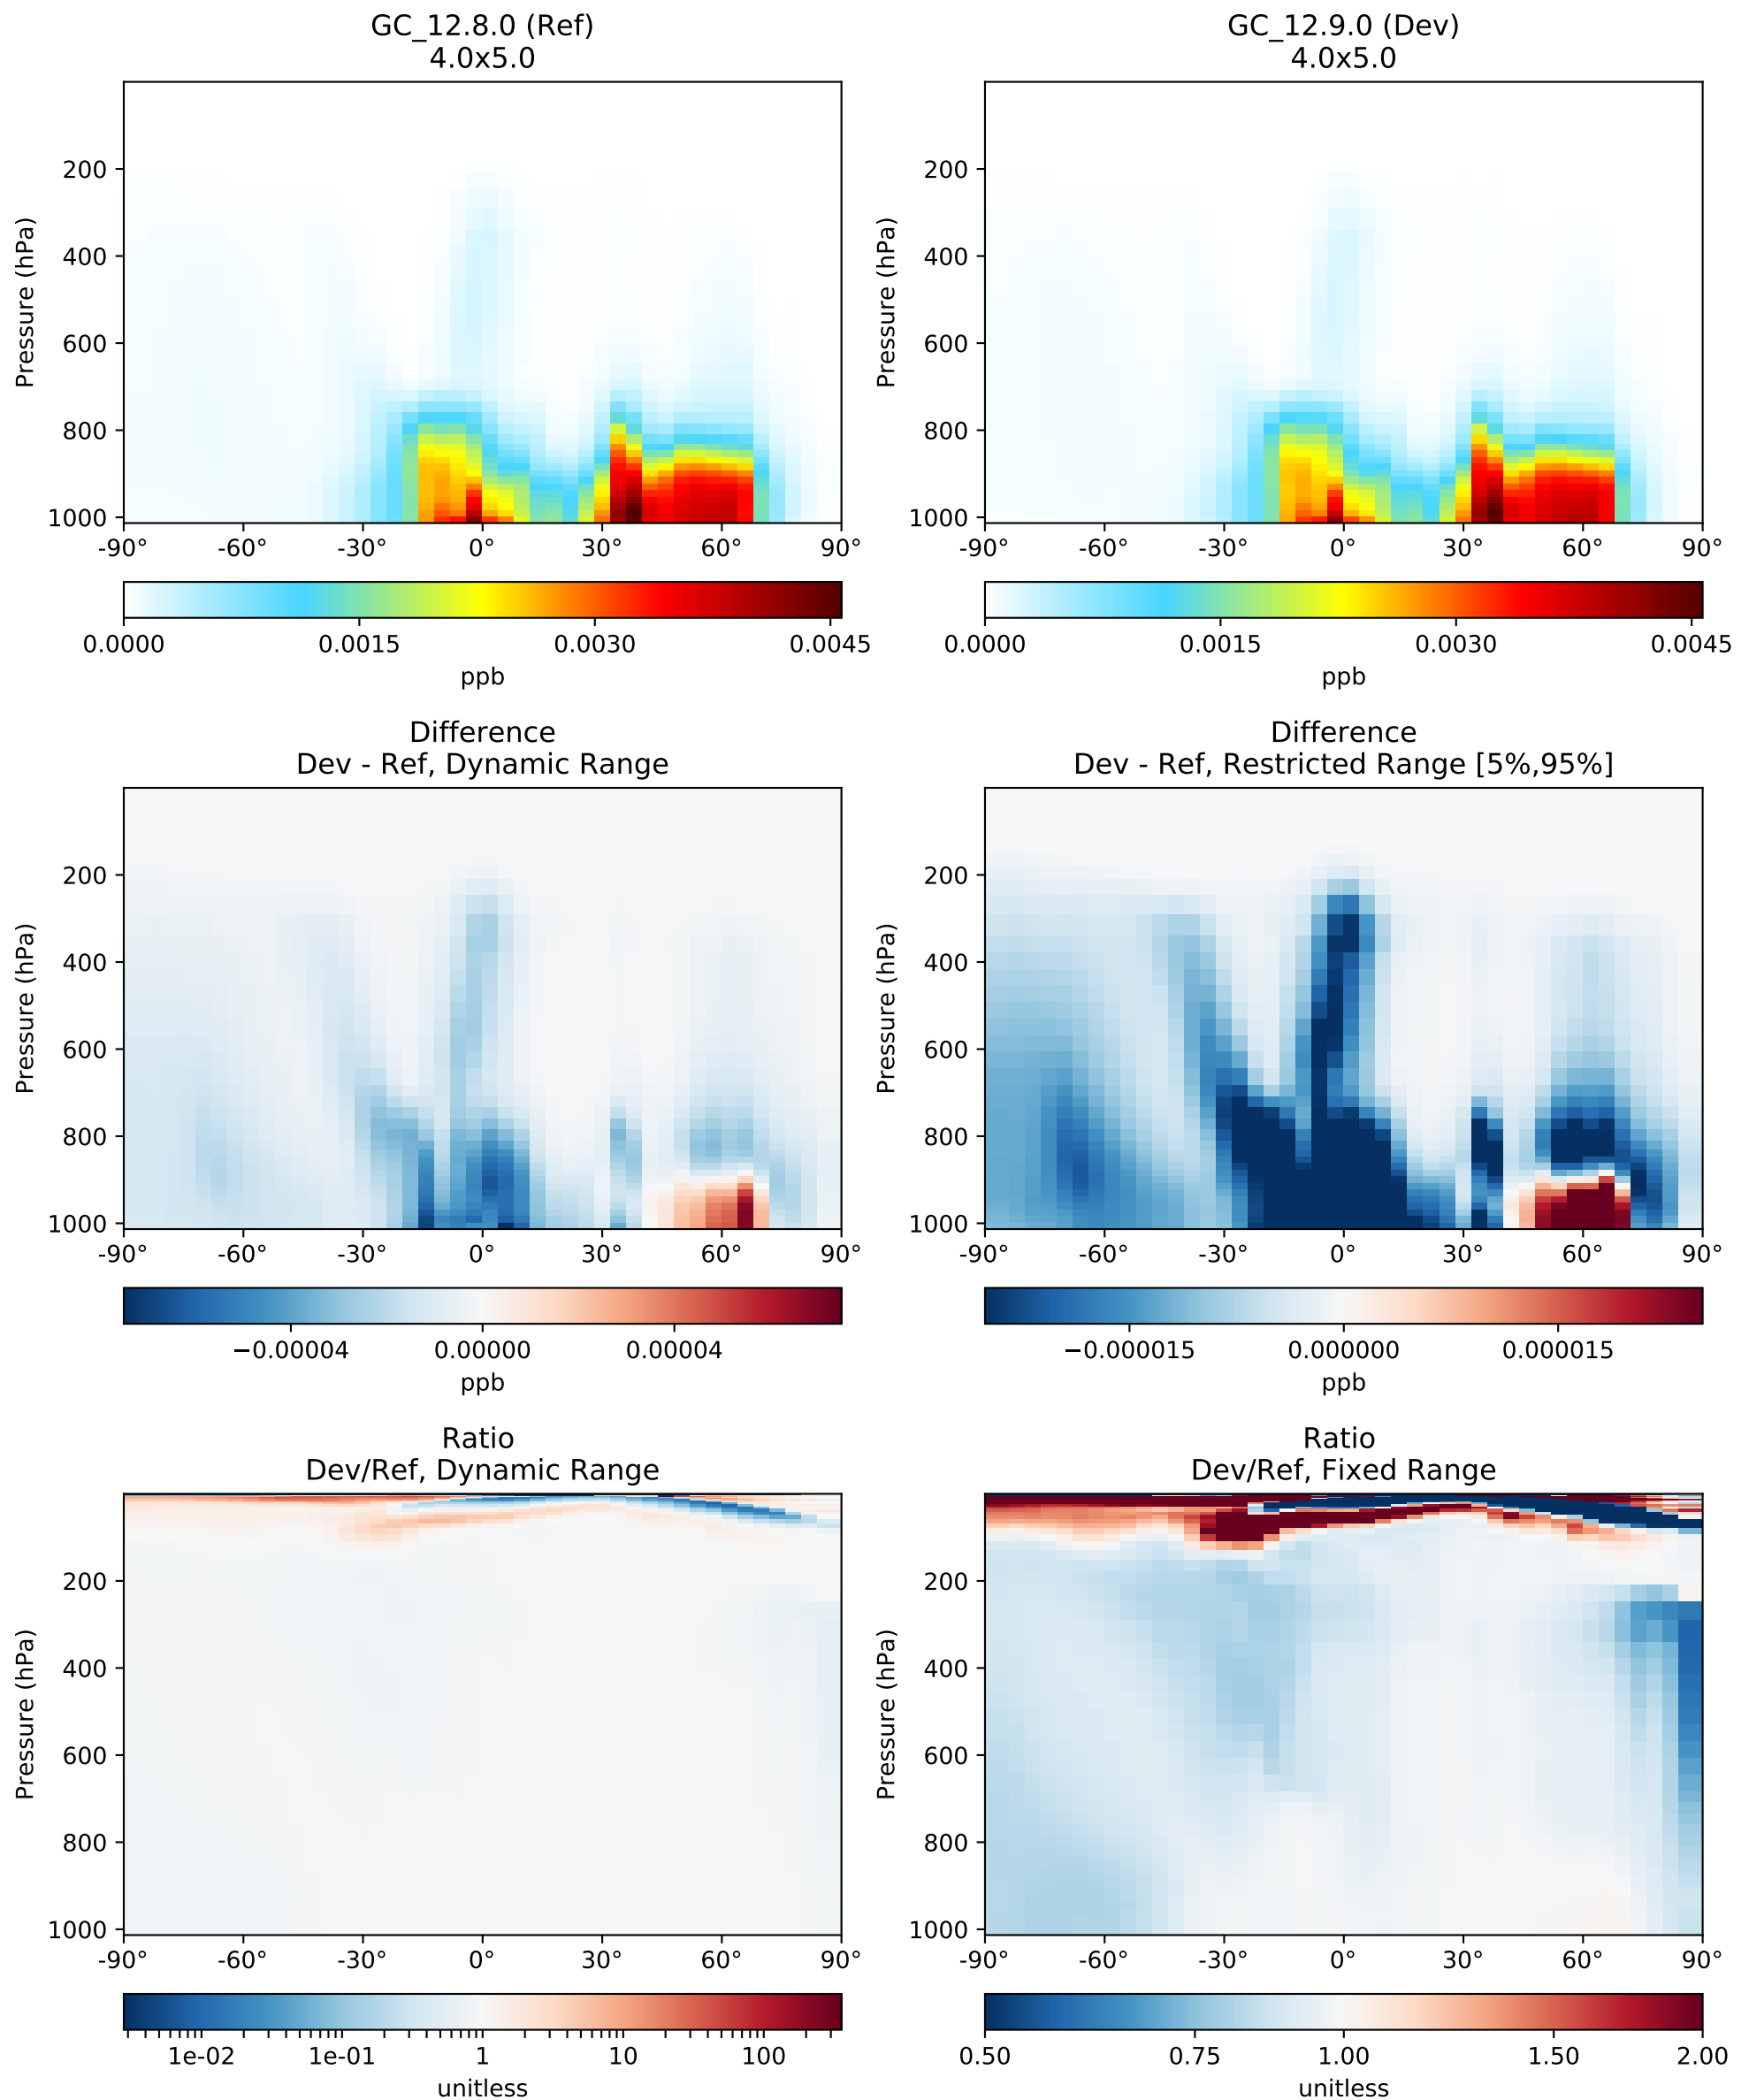 GC_12.8.0 (Ref)
4.0x5.0
Pressure (hPa)
200
400
600
800
1000
-90° -60° -30° 0° 30° 60° 90°
0.0000 0.0015 0.0030 0.0045
ppb
GC_12.9.0 (Dev)
4.0x5.0
Pressure (hPa)
200
400
600
800
1000
-90° -60° -30° 0° 30° 60° 90°
0.0000 0.0015 0.0030 0.0045
ppb
Difference
Dev - Ref, Dynamic Range
Pressure (hPa)
200
400
600
800
1000
-90° -60° -30° 0° 30° 60° 90°
−0.00004 0.00000 0.00004
ppb
Difference
Dev - Ref, Restricted Range [5%,95%]
Pressure (hPa)
200
400
600
800
1000
-90° -60° -30° 0° 30° 60° 90°
−0.000015 0.000000 0.000015
ppb
Ratio
Dev/Ref, Dynamic Range
Pressure (hPa)
200
400
600
800
1000
-90° -60° -30° 0° 30° 60° 90°
1e-02 1e-01 1 10 100
unitless
Ratio
Dev/Ref, Fixed Range
Pressure (hPa)
200
400
600
800
1000
-90° -60° -30° 0° 30° 60° 90°
0.50 0.75 1.00 1.50 2.00
unitless